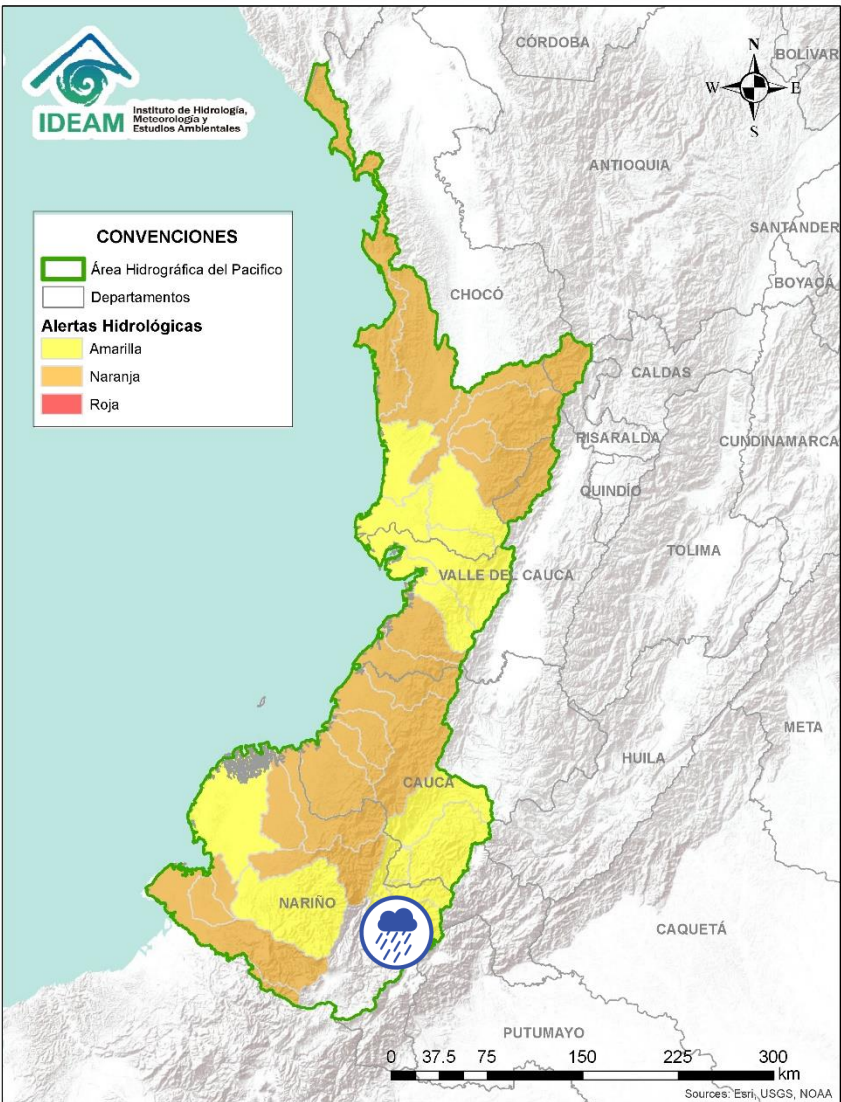 IDEAM
Instituto de Hidrología,
Meteorología y
Estudios Ambientales
N
W
E
S
CÓRDOBA
BOLIVAR
ANTIOQUIA
SANTANDER
BOYACÁ
CHOCÓ
CALDAS
RISARALDA
CUNDINAMARCA
QUINDÍO
TOLIMA
VALLE DEL CAUCA
META
HUILA
CAUCA
NARIÑO
CAQUETÁ
PUTUMAYO
CONVENCIONES
Área Hidrográfica del Pacifico
Departamentos
Alertas Hidrológicas
Amarilla
Naranja
Roja
0 37.5 75 150 225 300
km
Sources: Esri, USGS, NOAA